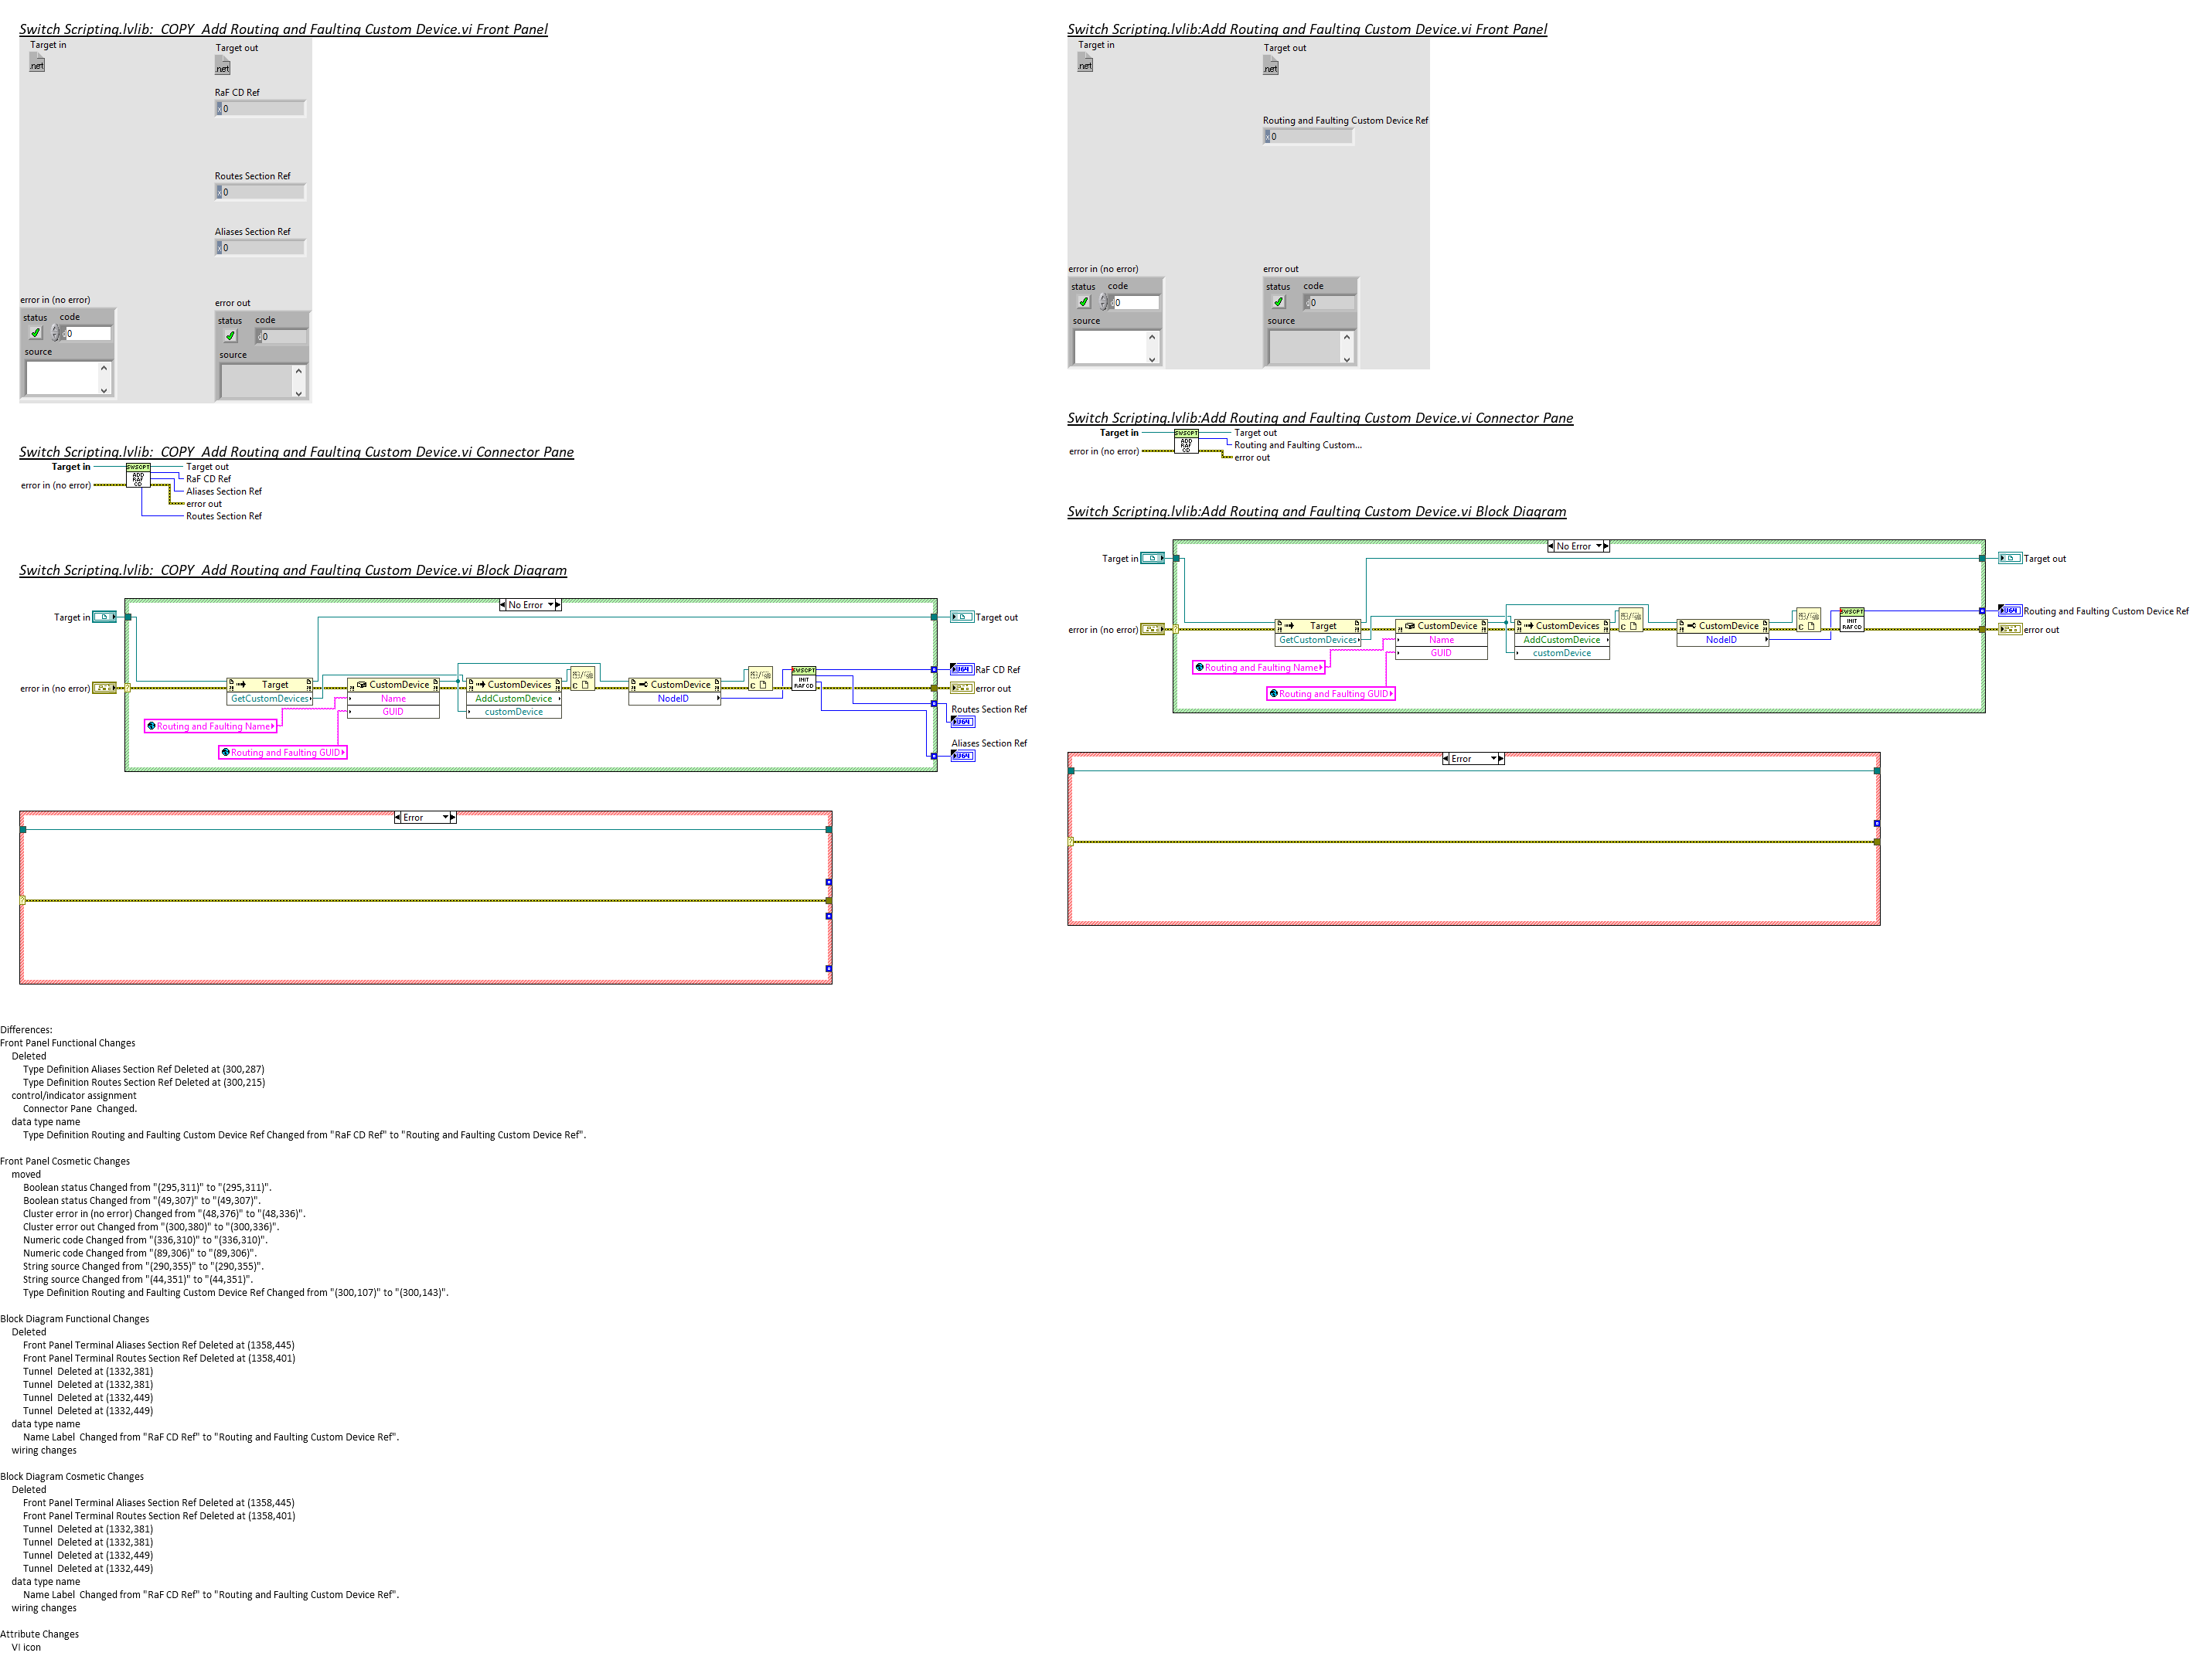 Switch Scripting.lvlib: COPY Add Routing and Faulting Custom Device.vi Front Panel
Target in
.net
Target out
.net
RaF CD Ref
0
Routes Section Ref
0
Aliases Section Ref
0
error in (no error)
status code
0
source
error out
status code
0
source
Switch Scripting.lvlib: COPY Add Routing and Faulting Custom Device.vi Connector Pane
Target in
error in (no error)
SWSCPT
ADD
RAF
CD
Target out
RaF CD Ref
Aliases Section Ref
error out
Routes Section Ref
Switch Scripting.lvlib: COPY Add Routing and Faulting Custom Device.vi Block Diagram
No Error
Target in
Target out
error in (no error)
Target
GetCustomDevices
CustomDevice
Name
GUID
CustomDevices
AddCustomDevice
customDevice
CustomDevice
NodeID
SWSCPT
INIT
RAF CD
U64
RaF CD Ref
error out
Routes Section Ref
U64
Aliases Section Ref
U64
Routing and Faulting Name
Routing and Faulting GUID
Error
Differences:
Front Panel Functional Changes
Deleted
Type Definition Aliases Section Ref Deleted at (300,287)
Type Definition Routes Section Ref Deleted at (300,215)
control/indicator assignment
Connector Pane Changed.
data type name
Type Definition Routing and Faulting Custom Device Ref Changed from "RaF CD Ref" to "Routing and Faulting Custom Device Ref".
Front Panel Cosmetic Changes
moved
Boolean status Changed from "(295,311)" to "(295,311)".
Boolean status Changed from "(49,307)" to "(49,307)".
Cluster error in (no error) Changed from "(48,376)" to "(48,336)".
Cluster error out Changed from "(300,380)" to "(300,336)".
Numeric code Changed from "(336,310)" to "(336,310)".
Numeric code Changed from "(89,306)" to "(89,306)".
String source Changed from "(290,355)" to "(290,355)".
String source Changed from "(44,351)" to "(44,351)".
Type Definition Routing and Faulting Custom Device Ref Changed from "(300,107)" to "(300,143)".
Block Diagram Functional Changes
Deleted
Front Panel Terminal Aliases Section Ref Deleted at (1358,445)
Front Panel Terminal Routes Section Ref Deleted at (1358,401)
Tunnel Deleted at (1332,381)
Tunnel Deleted at (1332,381)
Tunnel Deleted at (1332,449)
Tunnel Deleted at (1332,449)
data type name
Name Label Changed from "RaF CD Ref" to "Routing and Faulting Custom Device Ref".
wiring changes
Block Diagram Cosmetic Changes
Deleted
Front Panel Terminal Aliases Section Ref Deleted at (1358,445)
Front Panel Terminal Routes Section Ref Deleted at (1358,401)
Tunnel Deleted at (1332,381)
Tunnel Deleted at (1332,381)
Tunnel Deleted at (1332,449)
Tunnel Deleted at (1332,449)
data type name
Name Label Changed from "RaF CD Ref" to "Routing and Faulting Custom Device Ref".
wiring changes
Attribute Changes
VI icon
Switch Scripting.lvlib:Add Routing and Faulting Custom Device.vi Front Panel
Target in
.net
Target out
.net
Routing and Faulting Custom Device Ref
0
error in (no error)
status code
0
source
error out
status code
0
source
Switch Scripting.lvlib:Add Routing and Faulting Custom Device.vi Connector Pane
Target in
error in (no error)
SWSCPT
ADD
RAF
CD
Target out
Routing and Faulting Custom...
error out
Switch Scripting.lvlib:Add Routing and Faulting Custom Device.vi Block Diagram
No Error
Target in
Target out
error in (no error)
Target
GetCustomDevices
CustomDevice
Name
GUID
CustomDevices
AddCustomDevice
customDevice
CustomDevice
NodeID
SWSCPT
INIT
RAF CD
U64
Routing and Faulting Custom Device Ref
error out
Routing and Faulting Name
Routing and Faulting GUID
Error